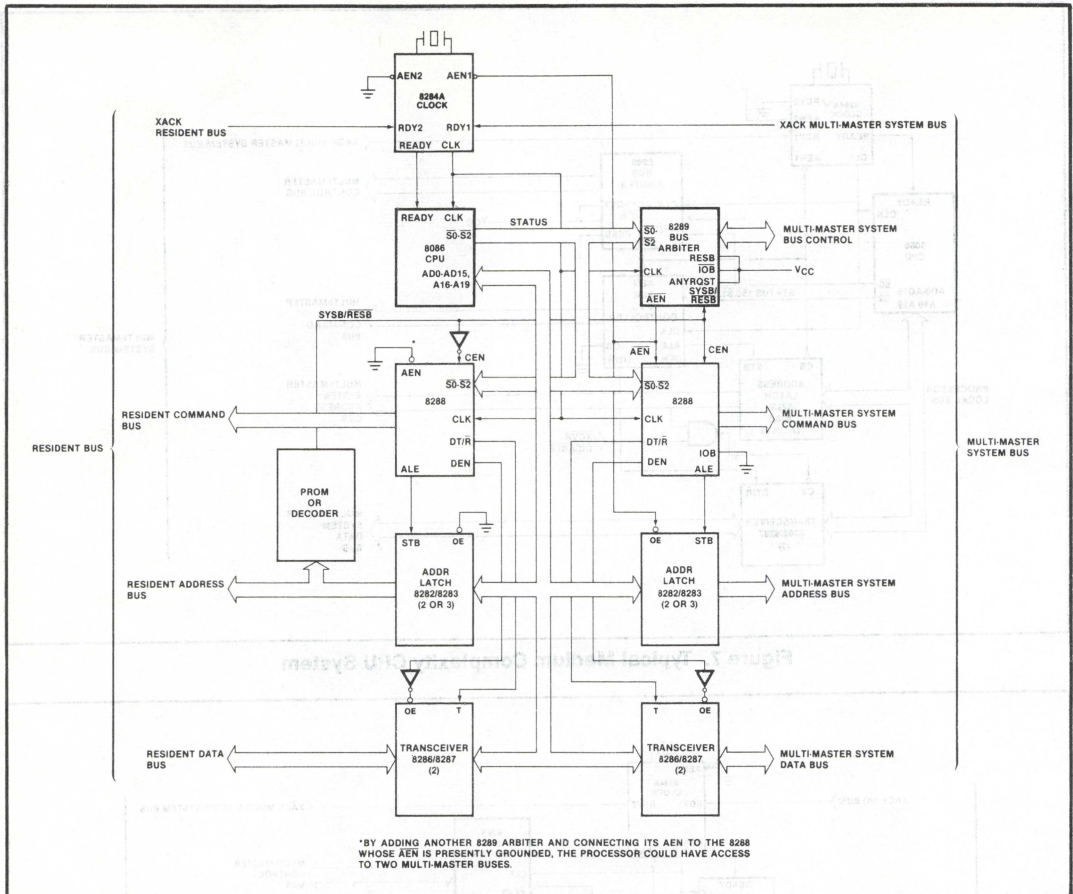 AEN2 AEN1
8284A
CLOCK
XACK
RESIDENT BUS
RDY2 RDY1
XACK MULTI-MASTER SYSTEM BUS
READY CLK
READY CLK
STATUS
S0-S2
8086
CPU
AD0-AD15,
A16-A19
8289
BUS
ARBITER
S0-
S2
RESB
IOB
CLK
ANYRQST
SYSB/
RESB
AEN
MULTI-MASTER SYSTEM
BUS CONTROL
VCC
SYSB/RESB
*
CEN
AEN
CEN
AEN
S0-S2
8288
CLK
DT/R
DEN
ALE
S0-S2
8288
CLK
DT/R
IOB
DEN
ALE
RESIDENT COMMAND
BUS
MULTI-MASTER SYSTEM
COMMAND BUS
RESIDENT BUS
MULTI-MASTER
SYSTEM BUS
PROM
OR
DECODER
STB OE
ADDR
LATCH
8282/8283
(2 OR 3)
OE STB
ADDR
LATCH
8282/8283
(2 OR 3)
RESIDENT ADDRESS
BUS
MULTI-MASTER SYSTEM
ADDRESS BUS
Figure 7. Typical Medium Complexity CPU System
OE T
TRANSCEIVER
8286/8287
(2)
T OE
TRANSCEIVER
8286/8287
(2)
RESIDENT DATA
BUS
MULTI-MASTER SYSTEM
DATA BUS
*BY ADDING ANOTHER 8289 ARBITER AND CONNECTING ITS AEN TO THE 8288
WHOSE AEN IS PRESENTLY GROUNDED, THE PROCESSOR COULD HAVE ACCESS
TO TWO MULTI-MASTER BUSES.